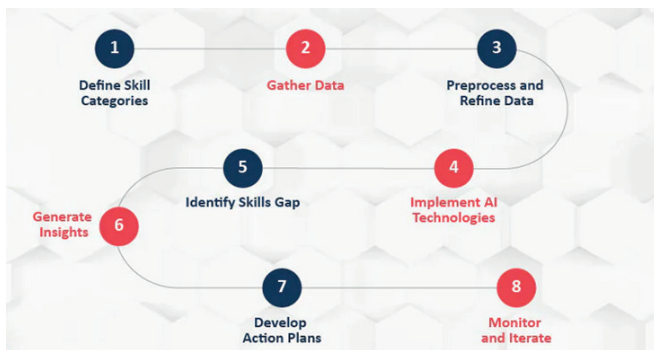 1
2
3
Define Skill
Categories
Gather Data
Preprocess and
Refine Data
4
Implement AI
Technologies
5
Identify Skills Gap
6
Generate
Insights
7
Develop
Action Plans
8
Monitor
and Iterate